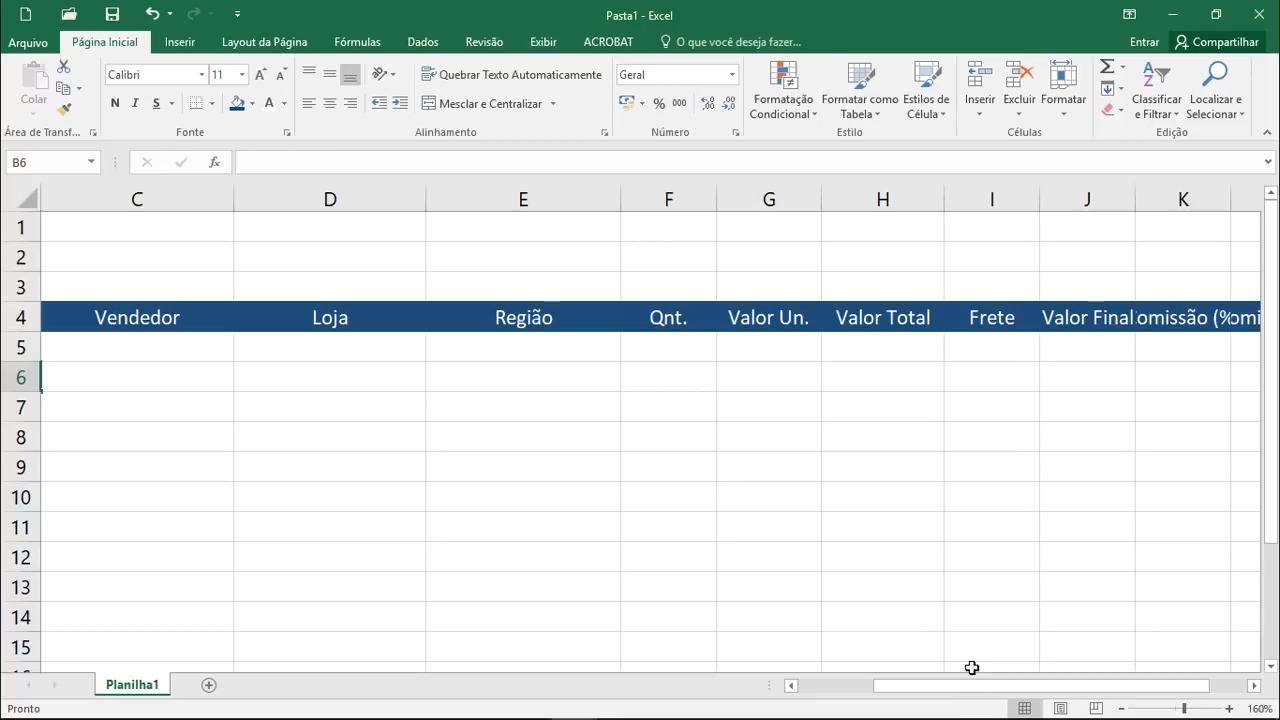 Pasta1 - Excel
Arquivo Página Inicial Inserir Layout da Página Fórmulas Dados Revisão Exibir ACROBAT O que você deseja fazer... Entrar Compartilhar
Colar
Calibri 11
N I S
Quebrar Texto Automaticamente
Mesclar e Centralizar
Geral
% 000
Formatação Condicional
Formatar como Tabela
Estilos de Célula
Inserir Excluir Formatar
Classificar e Filtrar
Localizar e Selecionar
Área de Transf... Fonte Alinhamento Número Estilo Células Edição
B6 fx
C D E F G H I J K
1
2
3
4 Vendedor Loja Região Qnt. Valor Un. Valor Total Frete Valor Final omissão (% omi
5
6
7
8
9
10
11
12
13
14
15
Planilha1
Pronto 160%